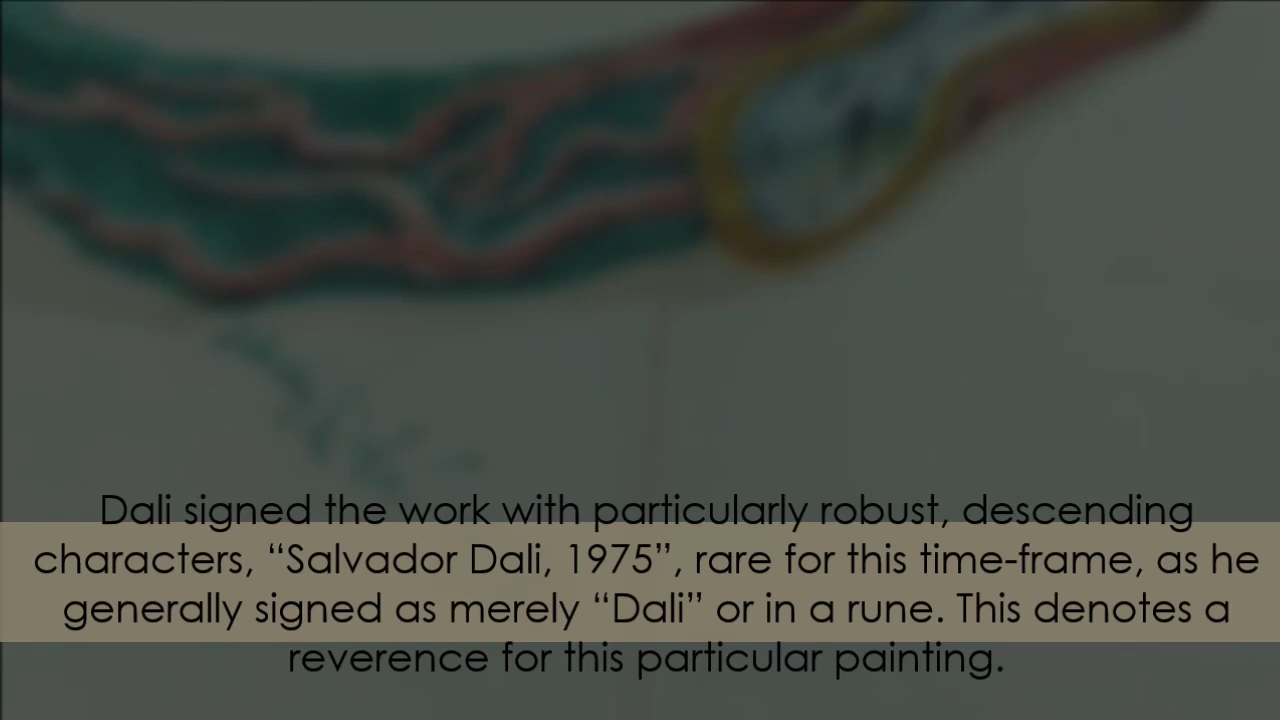 Dali signed the work with particularly robust, descending
characters, “Salvador Dali, 1975”, rare for this time-frame, as he
generally signed as merely “Dali” or in a rune. This denotes a
reverence for this particular painting.